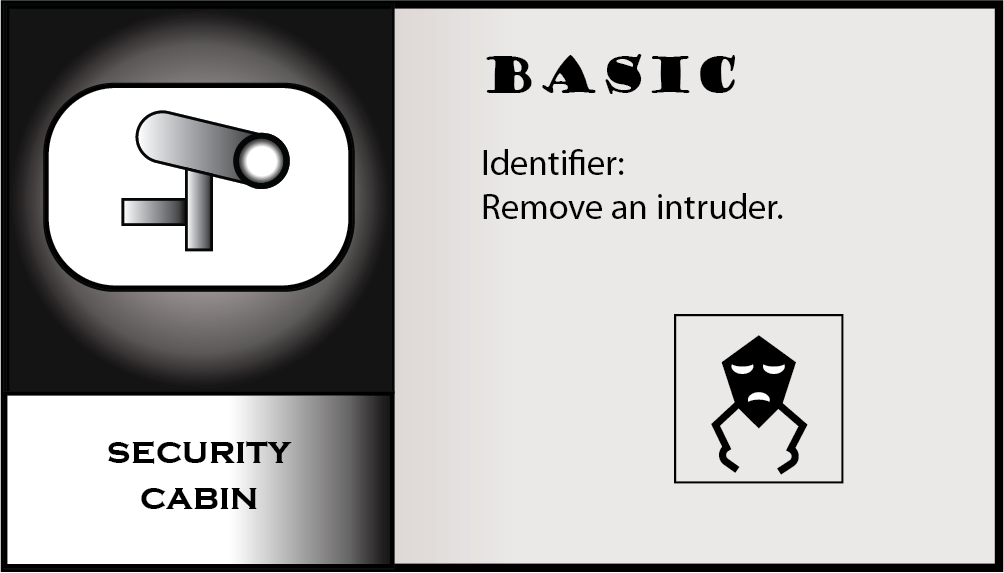 BASIC
Identifier:
Remove an intruder.
SECURITY
CABIN